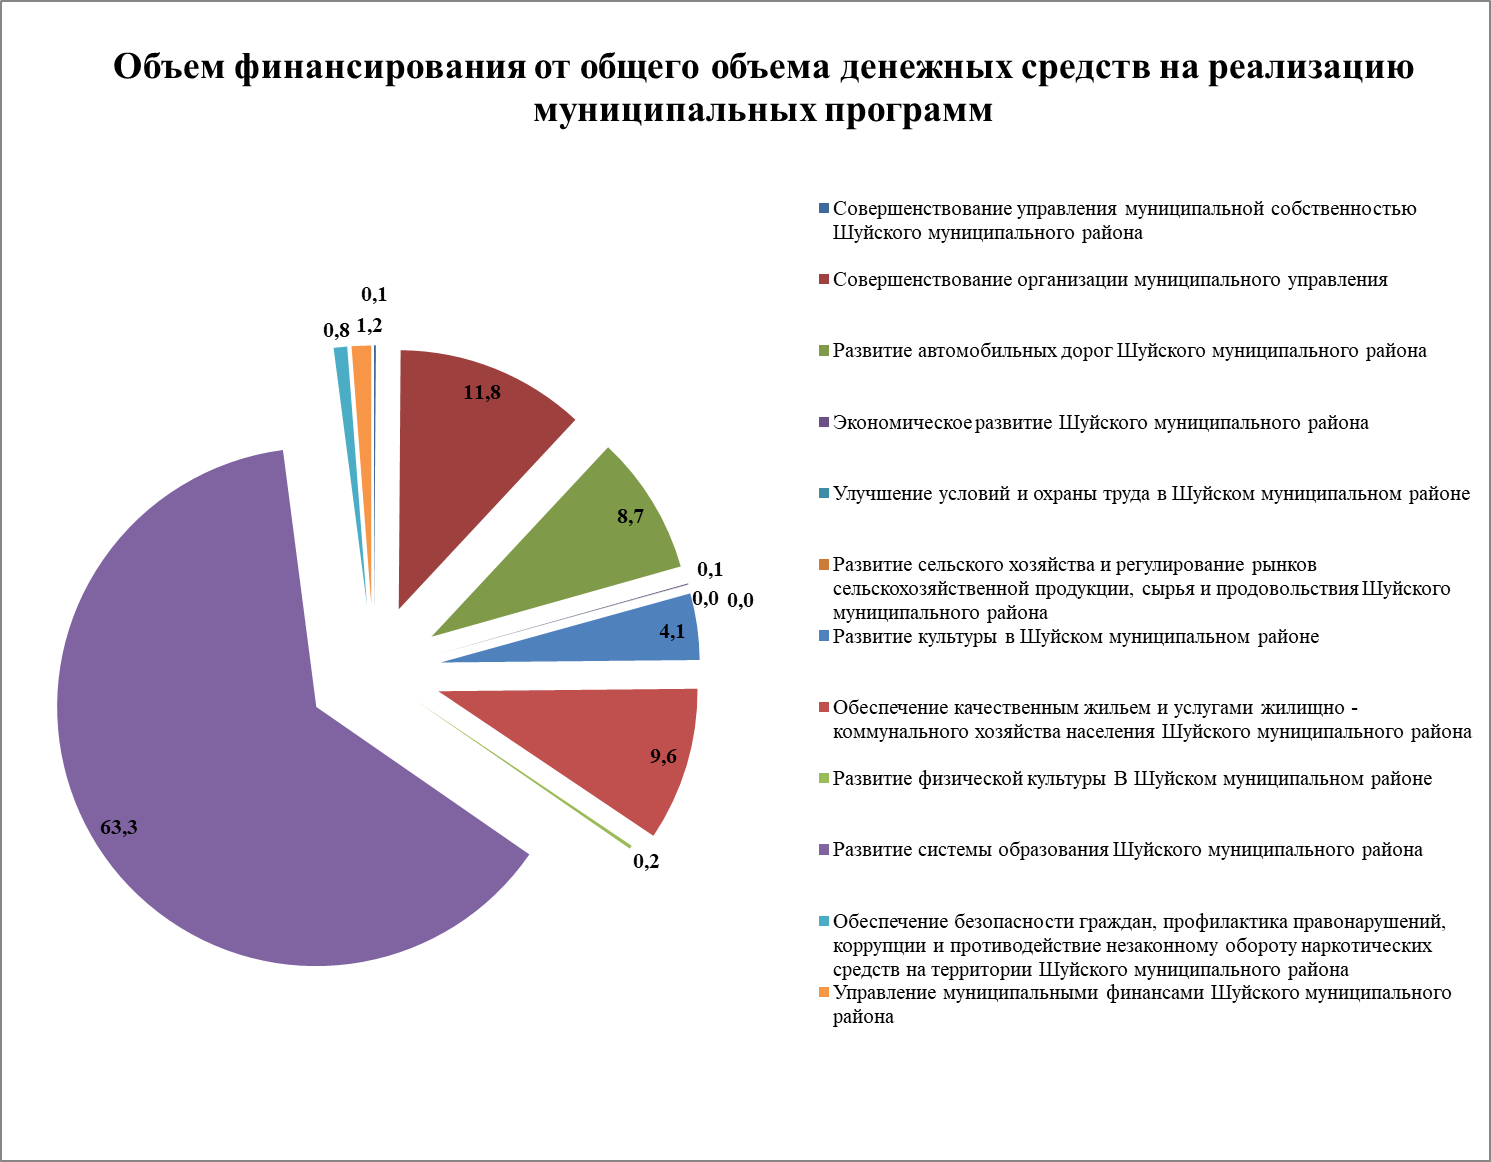 Объем финансирования от общего объема денежных средств на реализацию
муниципальных программ
0,1
0,8
1,2
11,8
8,7
0,1
0,0
0,0
4,1
9,6
0,2
63,3
Совершенствование управления муниципальной собственностью
Шуйского муниципального района
Совершенствование организации муниципального управления
Развитие автомобильных дорог Шуйского муниципального района
Экономическое развитие Шуйского муниципального района
Улучшение условий и охраны труда в Шуйском муниципальном районе
Развитие сельского хозяйства и регулирование рынков
сельскохозяйственной продукции, сырья и продовольствия Шуйского
муниципального района
Развитие культуры в Шуйском муниципальном районе
Обеспечение качественным жильем и услугами жилищно -
коммунального хозяйства населения Шуйского муниципального района
Развитие физической культуры В Шуйском муниципальном районе
Развитие системы образования Шуйского муниципального района
Обеспечение безопасности граждан, профилактика правонарушений,
коррупции и противодействие незаконному обороту наркотических
средств на территории Шуйского муниципального района
Управление муниципальными финансами Шуйского муниципального
района